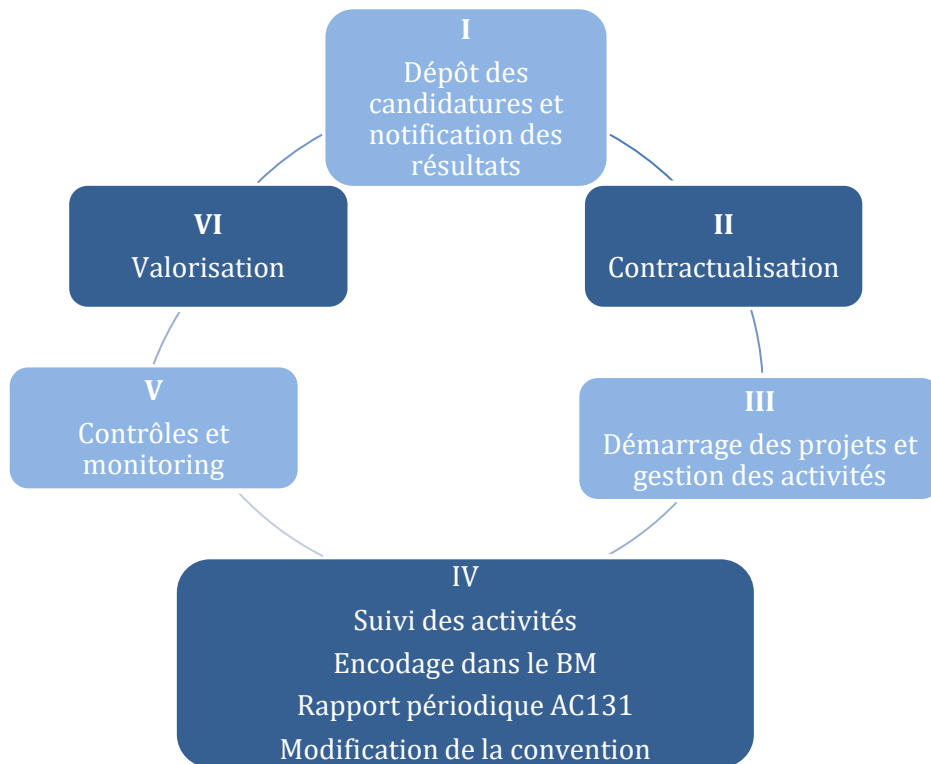 I
Dépôt des
candidatures et
notification des
résultats
II
Contractualisation
III
Démarrage des projets et
gestion des activités
IV
Suivi des activités
Encodage dans le BM
Rapport périodique AC131
Modification de la convention
V
Contrôles et
monitoring
VI
Valorisation